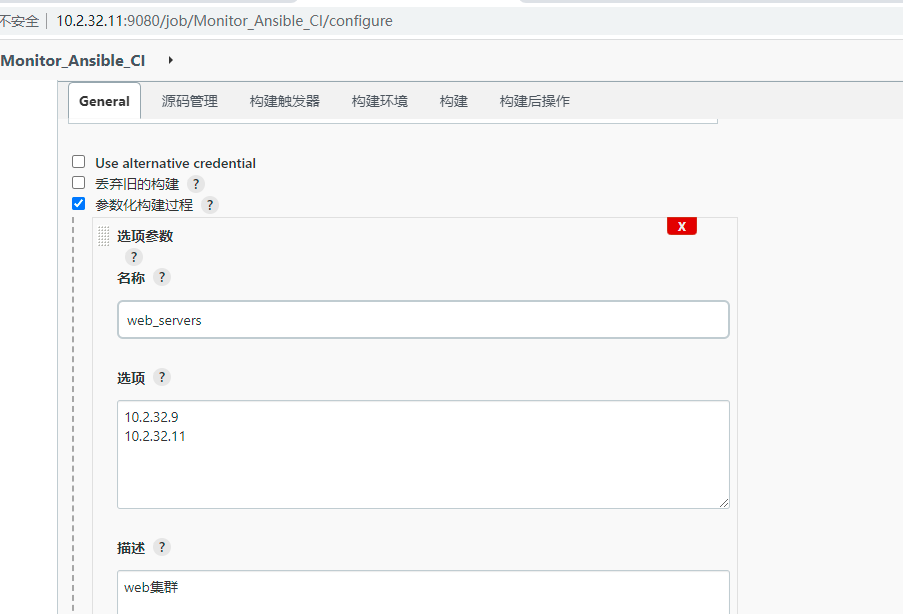 不安全 10.2.32.11:9080/job/Monitor_Ansible_CI/configure
Monitor_Ansible_CI
General 源码管理 构建触发器 构建环境 构建 构建后操作
Use alternative credential
丢弃旧的构建 ?
参数化构建过程 ?
选项参数 X
?
名称 ?
web_servers
选项 ?
10.2.32.9
10.2.32.11
描述 ?
web集群